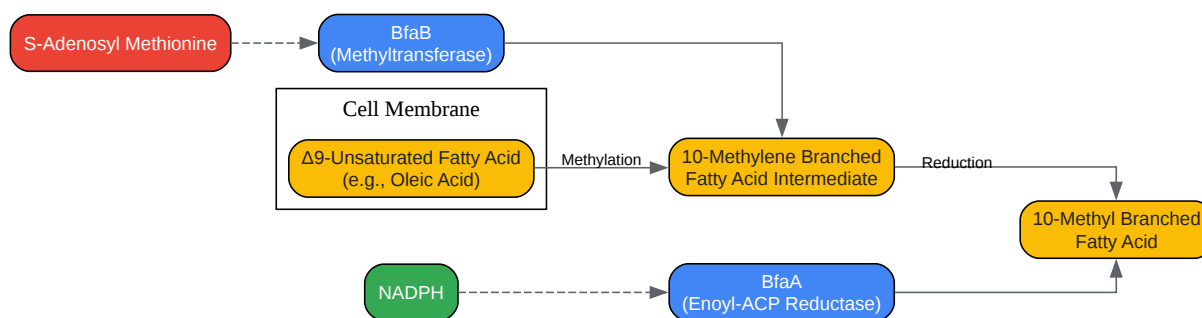 S-Adenosyl Methionine
BfaB
(Methyltransferase)
Cell Membrane
Δ9-Unsaturated Fatty Acid
(e.g., Oleic Acid)
Methylation
10-Methylene Branched
Fatty Acid Intermediate
Reduction
10-Methyl Branched
Fatty Acid
NADPH
BfaA
(Enoyl-ACP Reductase)